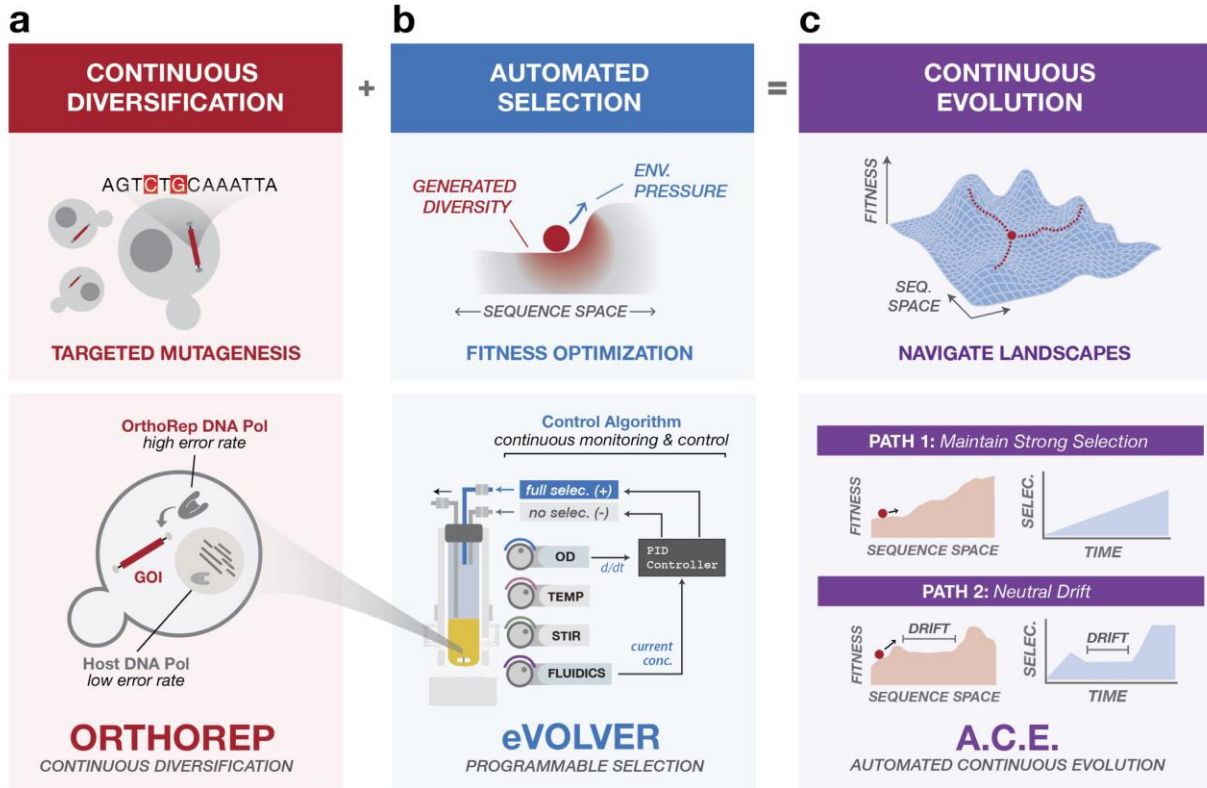 a
CONTINUOUS
DIVERSIFICATION
AGTCTGCAAATTA
TARGETED MUTAGENESIS
OrthoRep DNA Pol
high error rate
GOI
Host DNA Pol
low error rate
ORTHOREP
CONTINUOUS DIVERSIFICATION
+
b
AUTOMATED
SELECTION
GENERATED
DIVERSITY
ENV.
PRESSURE
← SEQUENCE SPACE →
FITNESS OPTIMIZATION
Control Algorithm
continuous monitoring & control
full selec. (+)
no selec. (-)
OD
d/dt
PID
Controller
TEMP
STIR
FLUIDICS
current
conc.
eVOLVER
PROGRAMMABLE SELECTION
=
c
CONTINUOUS
EVOLUTION
FITNESS
SEQ.
SPACE
NAVIGATE LANDSCAPES
PATH 1: Maintain Strong Selection
FITNESS
SEQUENCE SPACE
SELEC.
TIME
PATH 2: Neutral Drift
FITNESS
DRIFT
SEQUENCE SPACE
SELEC.
DRIFT
TIME
A.C.E.
AUTOMATED CONTINUOUS EVOLUTION